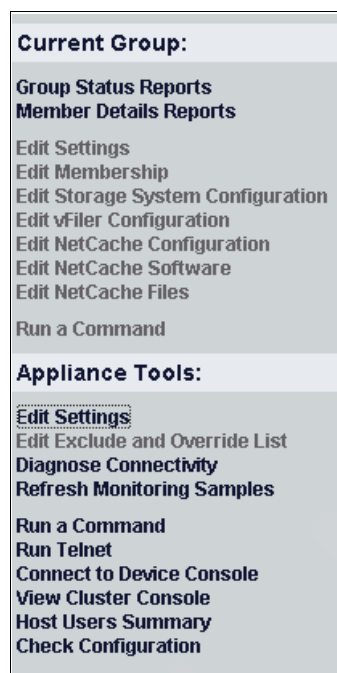 Current Group:
Group Status Reports
Member Details Reports
Edit Settings
Edit Membership
Edit Storage System Configuration
Edit vFiler Configuration
Edit NetCache Configuration
Edit NetCache Software
Edit NetCache Files
Run a Command
Appliance Tools:
Edit Settings
Edit Exclude and Override List
Diagnose Connectivity
Refresh Monitoring Samples
Run a Command
Run Telnet
Connect to Device Console
View Cluster Console
Host Users Summary
Check Configuration